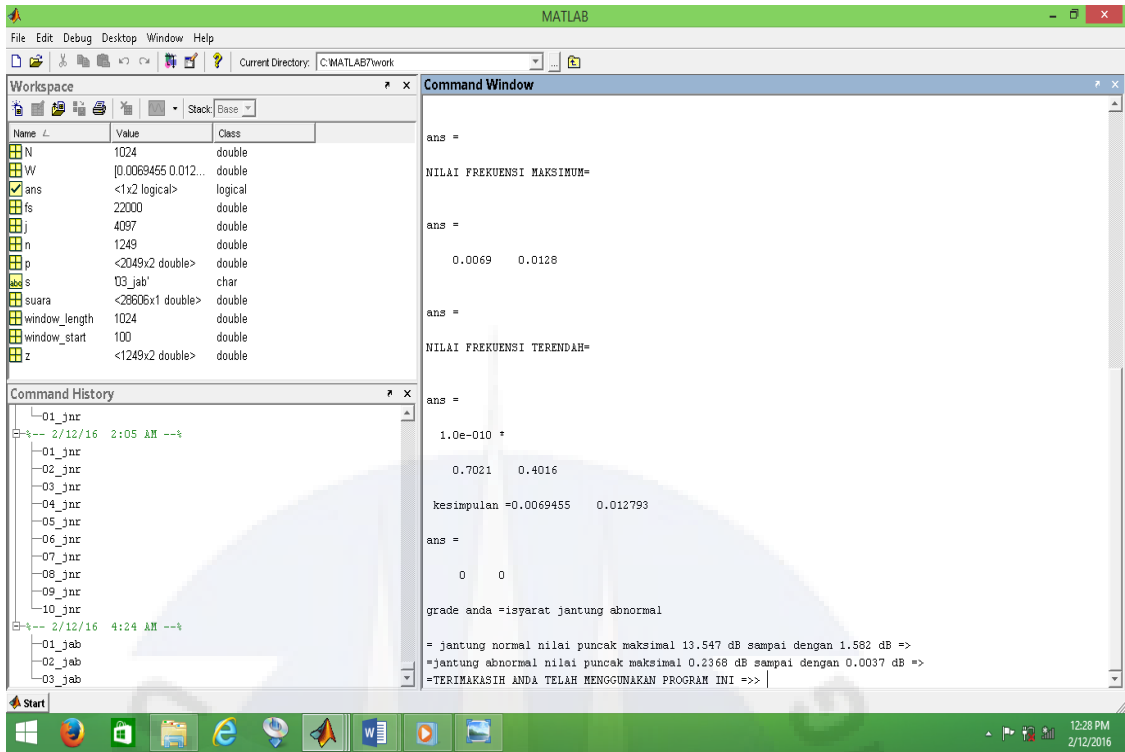 MATLAB
File Edit Debug Desktop Window Help
Current Directory: C:\MATLAB7\work
Workspace
Stack: Base
Name Value Class
N 1024 double
W [0.0069455 0.012... double
ans <1x2 logical> logical
fs 22000 double
j 4097 double
n 1249 double
p <2049x2 double> double
abc s '03_jab' char
suara <28606x1 double> double
window_length 1024 double
window_start 100 double
z <1249x2 double> double
Command History
01_jnr
%-- 2/12/16 2:05 AM --%
01_jnr
02_jnr
03_jnr
04_jnr
05_jnr
06_jnr
07_jnr
08_jnr
09_jnr
10_jnr
%-- 2/12/16 4:24 AM --%
01_jab
02_jab
03_jab
Command Window
ans =
NILAI FREKUENSI MAKSIMUM=
ans =
0.0069 0.0128
ans =
NILAI FREKUENSI TERENDAH=
ans =
1.0e-010 *
0.7021 0.4016
kesimpulan =0.0069455 0.012793
ans =
0 0
grade anda =isyarat jantung abnormal
= jantung normal nilai puncak maksimal 13.547 dB sampai dengan 1.582 dB =>
=jantung abnormal nilai puncak maksimal 0.2368 dB sampai dengan 0.0037 dB =>
=TERIMAKASIH ANDA TELAH MENGGUNAKAN PROGRAM INI =>>
Start
12:28 PM
2/12/2016